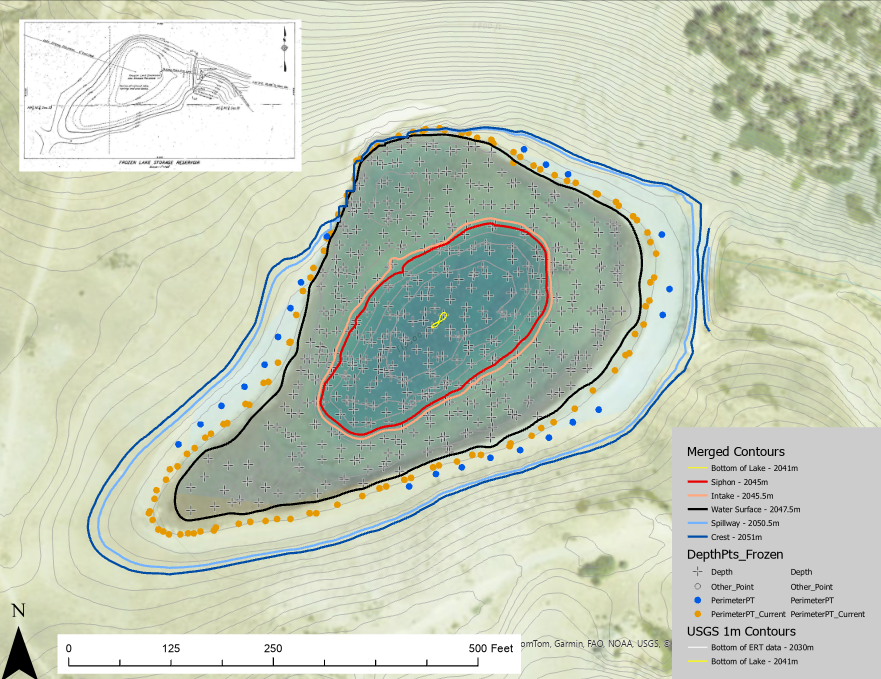 FROZEN LAKE STORAGE RESERVOIR
Merged Contours
Bottom of Lake - 2041m
Siphon - 2045m
Intake - 2045.5m
Water Surface - 2047.5m
Spillway - 2050.5m
Crest - 2051m
DepthPts_Frozen
Depth Depth
Other_Point Other_Point
PerimeterPT PerimeterPT
PerimeterPT_Current PerimeterPT_Current
USGS 1m Contours
Bottom of ERT data - 2030m
Bottom of Lake - 2041m
N
0 125 250 500 Feet
omTom, Garmin, FAO, NOAA, USGS, ©